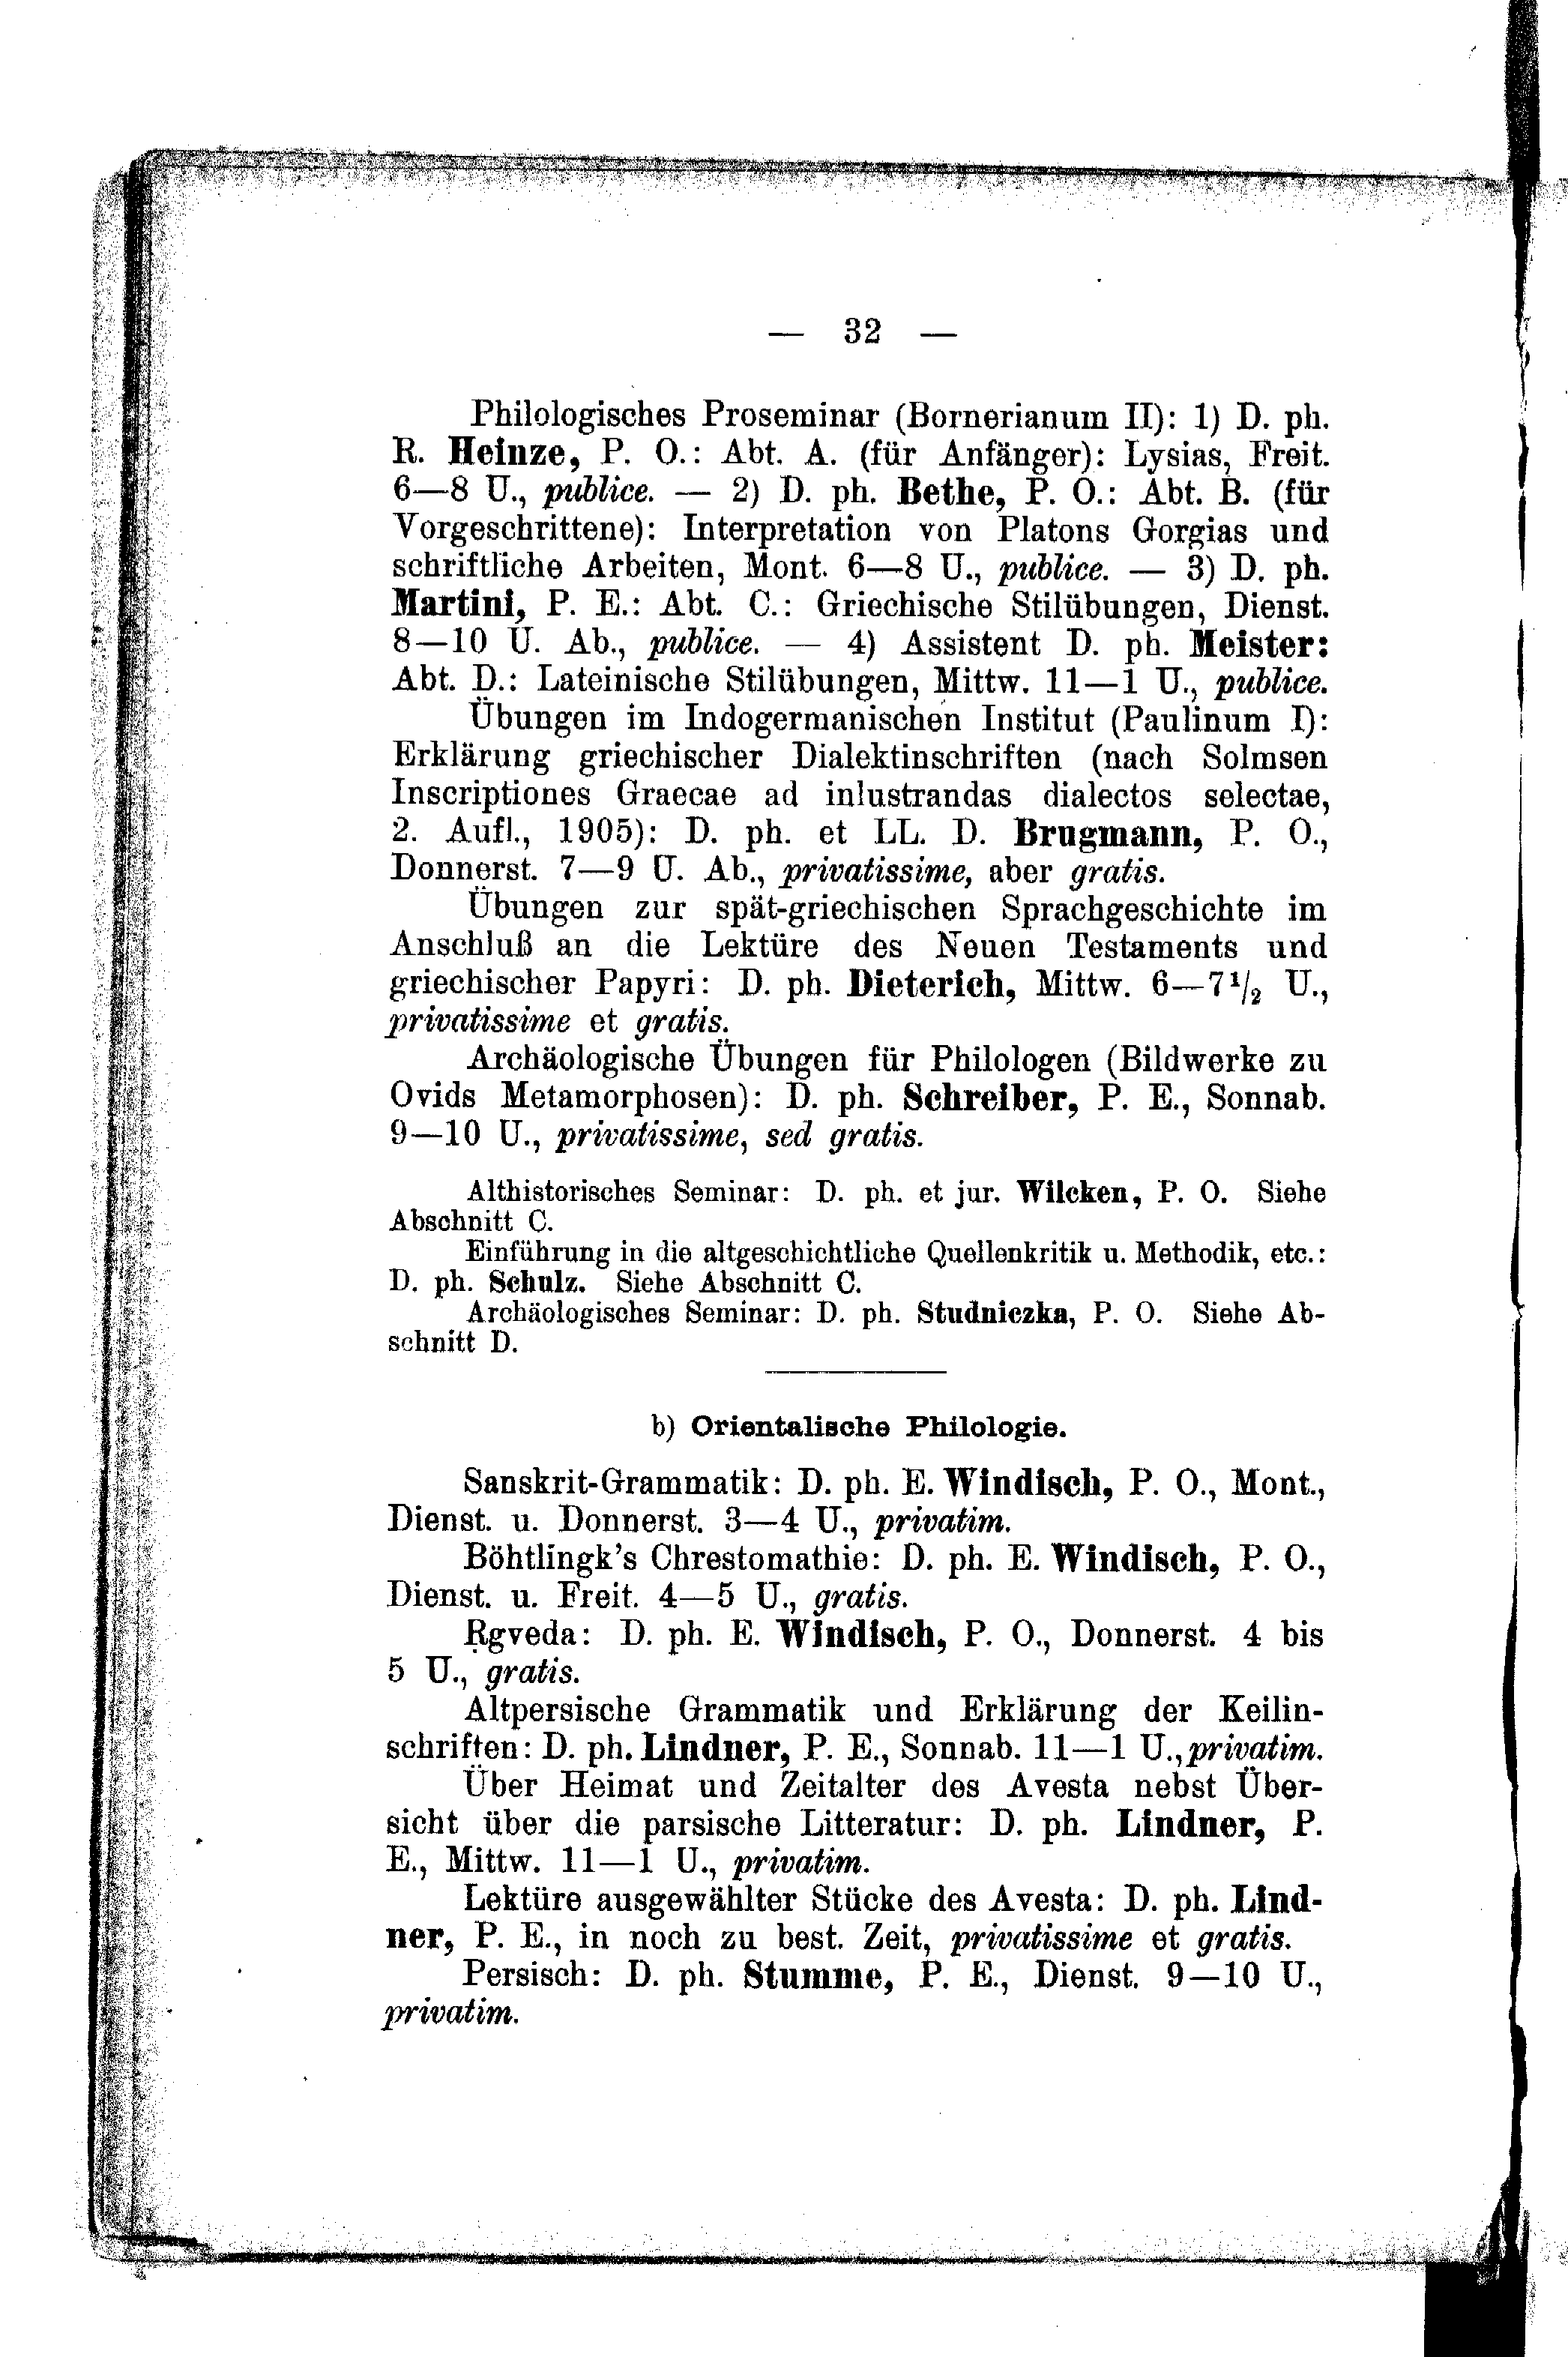 — 32 —
Philologisches Proseminar (Bornerianum II): 1) D. ph.
R. Heinze, P. O.: Abt. A. (für Anfänger): Lysias, Freit.
6—8 U., publice. — 2) D. ph. Bethe, P. O.: Abt. B. (für
Vorgeschrittene): Interpretation von Platons Gorgias und
schriftliche Arbeiten, Mont. 6—8 U., publice. — 3) D. ph.
Martini, P. E.: Abt. C.: Griechische Stilübungen, Dienst.
8—10 U. Ab., publice. — 4) Assistent D. ph. Meister:
Abt. D.: Lateinische Stilübungen, Mittw. 11—1 U., publice.
Übungen im Indogermanischen Institut (Paulinum I):
Erklärung griechischer Dialektinschriften (nach Solmsen
Inscriptiones Graecae ad inlustrandas dialectos selectae,
2. Aufl., 1905): D. ph. et LL. D. Brugmann, P. O.,
Donnerst. 7—9 U. Ab., privatissime, aber gratis.
Übungen zur spät-griechischen Sprachgeschichte im
Anschluß an die Lektüre des Neuen Testaments und
griechischer Papyri: D. ph. Dieterich, Mittw. 6—7½ U.,
privatissime et gratis.
Archäologische Übungen für Philologen (Bildwerke zu
Ovids Metamorphosen): D. ph. Schreiber, P. E., Sonnab.
9—10 U., privatissime, sed gratis.
Althistorisches Seminar: D. ph. et jur. Wilcken, P. O. Siehe
Abschnitt C.
Einführung in die altgeschichtliche Quellenkritik u. Methodik, etc.:
D. ph. Schulz. Siehe Abschnitt C.
Archäologisches Seminar: D. ph. Studniczka, P. O. Siehe Ab-
schnitt D.
b) Orientalische Philologie.
Sanskrit-Grammatik: D. ph. E. Windisch, P. O., Mont.,
Dienst. u. Donnerst. 3—4 U., privatim.
Böhtlingk's Chrestomathie: D. ph. E. Windisch, P. O.,
Dienst. u. Freit. 4—5 U., gratis.
Ṛgveda: D. ph. E. Windisch, P. O., Donnerst. 4 bis
5 U., gratis.
Altpersische Grammatik und Erklärung der Keilin-
schriften: D. ph. Lindner, P. E., Sonnab. 11—1 U., privatim.
Über Heimat und Zeitalter des Avesta nebst Über-
sicht über die parsische Litteratur: D. ph. Lindner, P.
E., Mittw. 11—1 U., privatim.
Lektüre ausgewählter Stücke des Avesta: D. ph. Lind-
ner, P. E., in noch zu best. Zeit, privatissime et gratis.
Persisch: D. ph. Stumme, P. E., Dienst. 9—10 U.,
privatim.